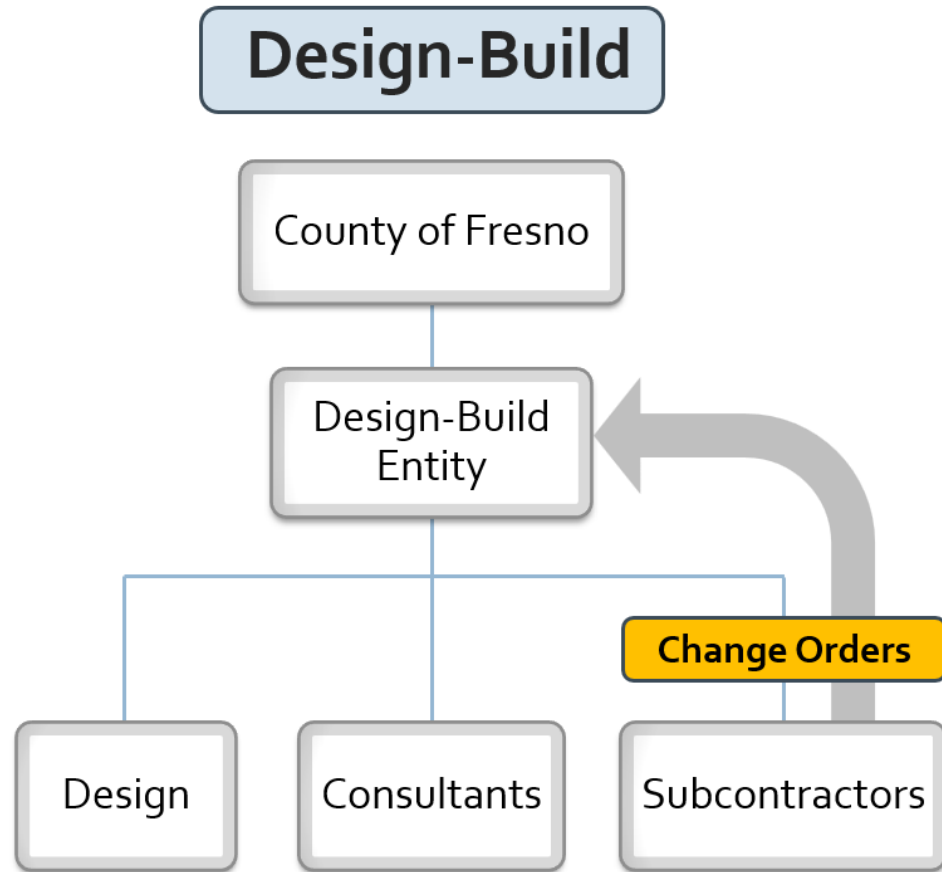 Design-Build
County of Fresno
Design-Build
Entity
Change Orders
Design
Consultants
Subcontractors